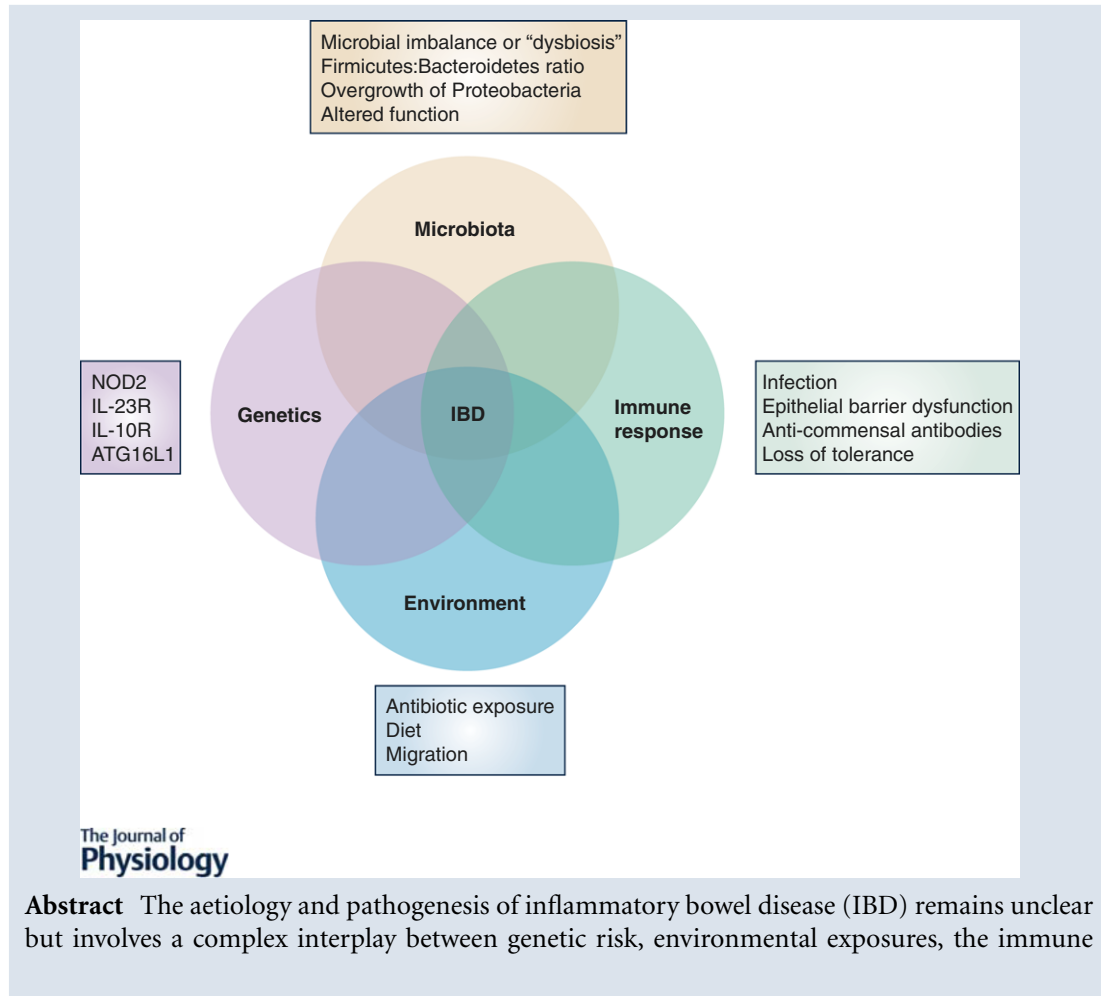 Microbial imbalance or “dysbiosis”
Firmicutes:Bacteroidetes ratio
Overgrowth of Proteobacteria
Altered function
Microbiota
NOD2
IL-23R
IL-10R
ATG16L1
Genetics
IBD
Immune
response
Infection
Epithelial barrier dysfunction
Anti-commensal antibodies
Loss of tolerance
Environment
Antibiotic exposure
Diet
Migration
The Journal of
Physiology
Abstract The aetiology and pathogenesis of inflammatory bowel disease (IBD) remains unclear
but involves a complex interplay between genetic risk, environmental exposures, the immune